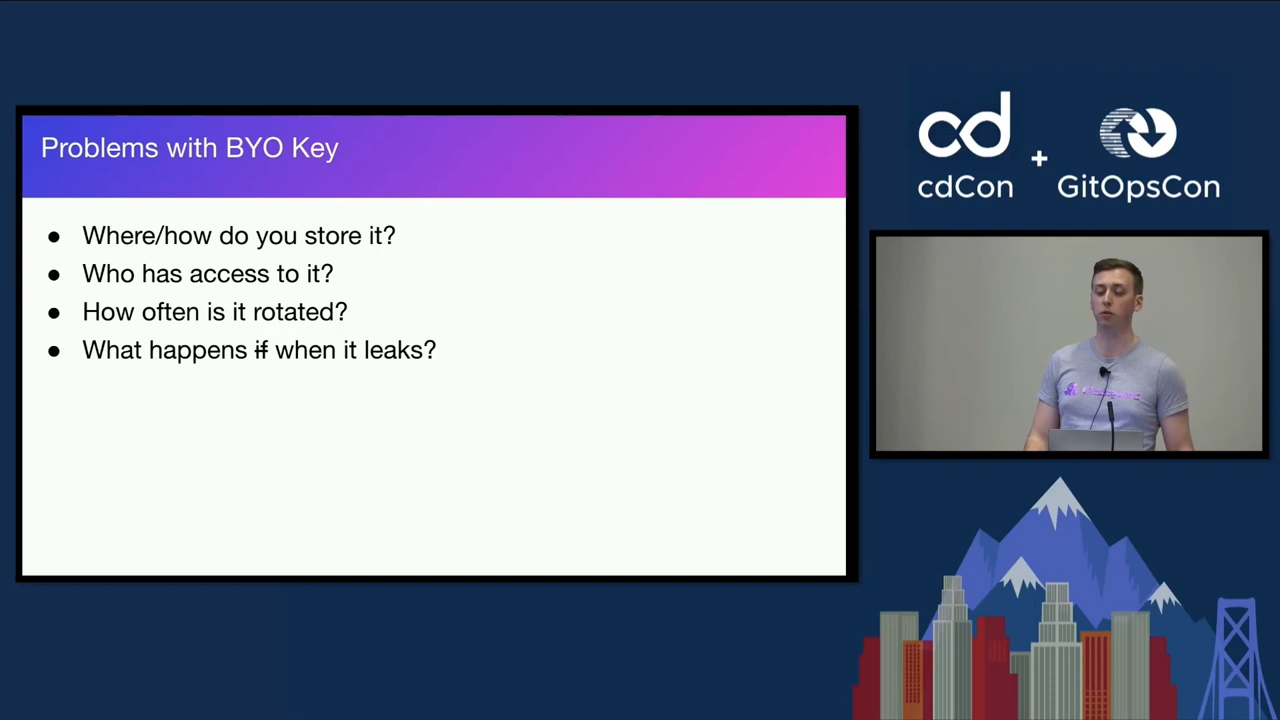 Problems with BYO Key
● Where/how do you store it?
● Who has access to it?
● How often is it rotated?
● What happens if when it leaks?
cd
cdCon
+
GitOpsCon